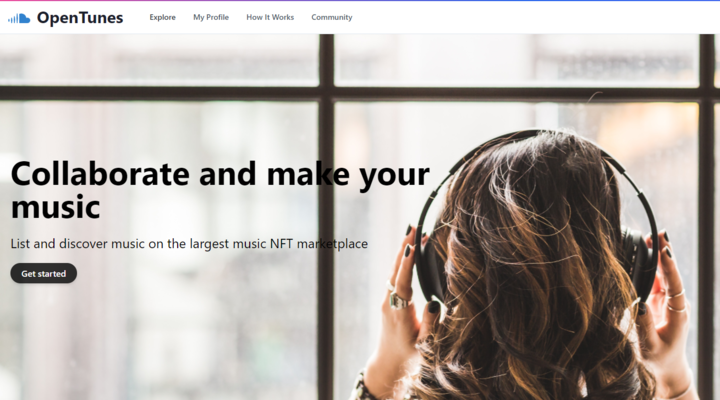 OpenTunes
Explore My Profile How It Works Community
Collaborate and make your
music
List and discover music on the largest music NFT marketplace
Get started